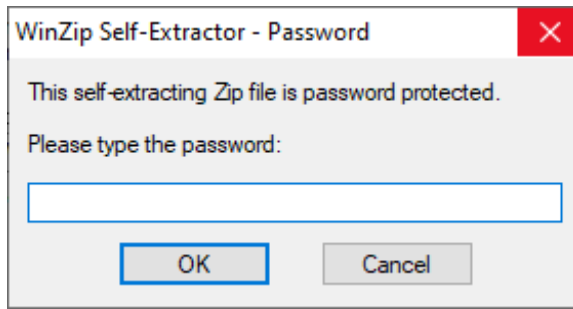 WinZip Self-Extractor - Password
This self-extracting Zip file is password protected.
Please type the password:
OK
Cancel